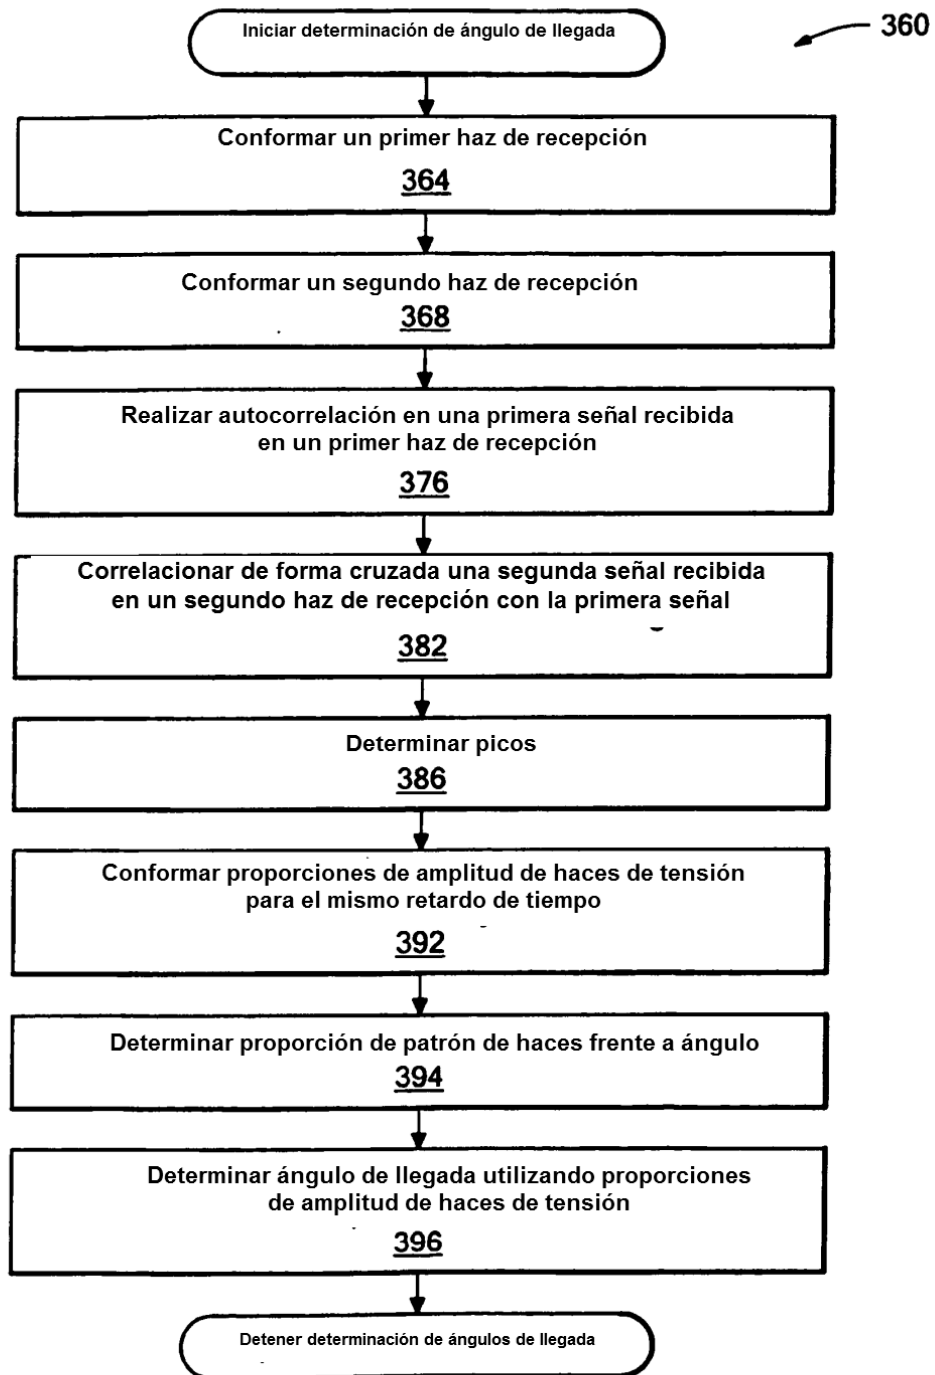 Iniciar determinación de ángulo de llegada
360
Conformar un primer haz de recepción
364
Conformar un segundo haz de recepción
368
Realizar autocorrelación en una primera señal recibida
en un primer haz de recepción
376
Correlacionar de forma cruzada una segunda señal recibida
en un segundo haz de recepción con la primera señal
382
Determinar picos
386
Conformar proporciones de amplitud de haces de tensión
para el mismo retardo de tiempo
392
Determinar proporción de patrón de haces frente a ángulo
394
Determinar ángulo de llegada utilizando proporciones
de amplitud de haces de tensión
396
Detener determinación de ángulos de llegada